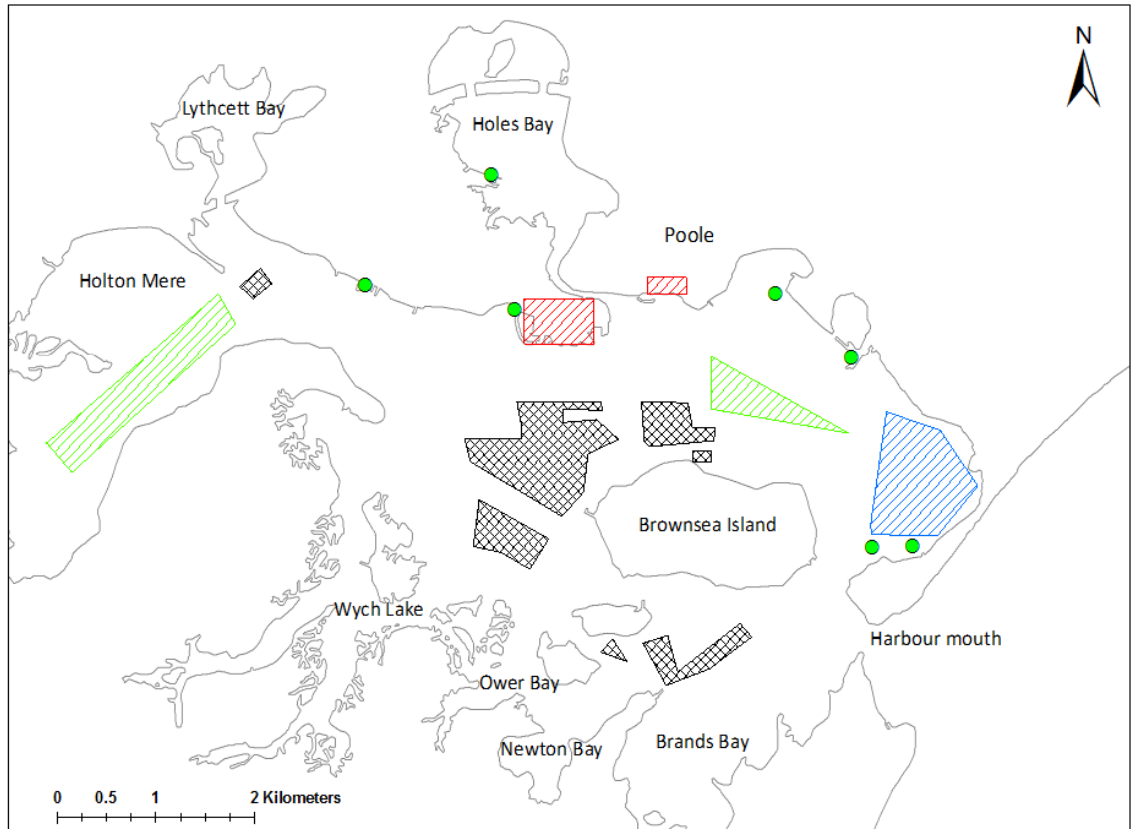 N
Lythcett Bay
Holes Bay
Poole
Holton Mere
Brownsea Island
Wych Lake
Harbour mouth
Ower Bay
Newton Bay
Brands Bay
0 0.5 1 2 Kilometers